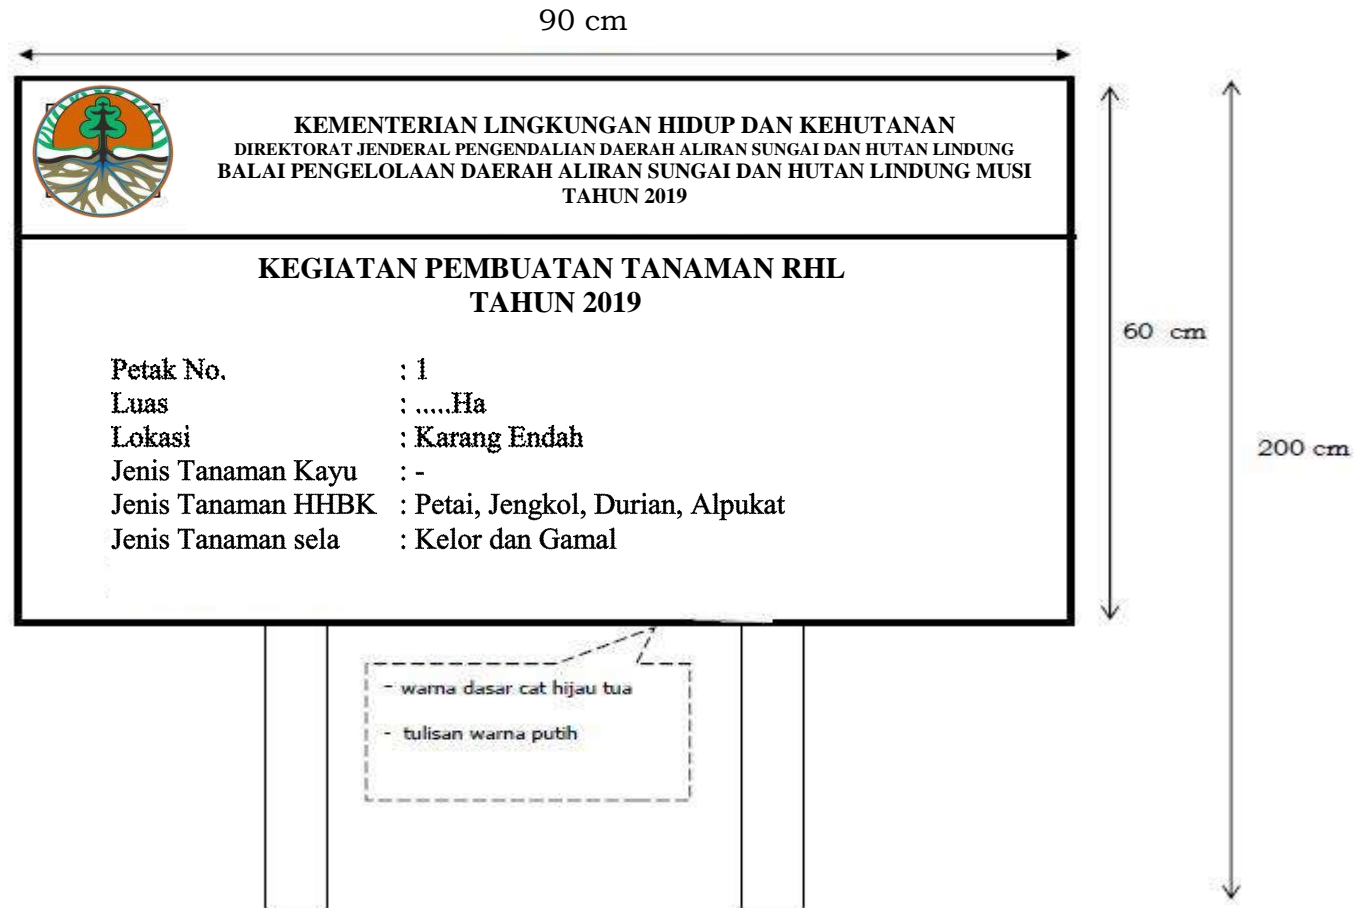 90 cm
KEMENTERIAN LINGKUNGAN HIDUP DAN KEHUTANAN
DIREKTORAT JENDERAL PENGENDALIAN DAERAH ALIRAN SUNGAI DAN HUTAN LINDUNG
BALAI PENGELOLAAN DAERAH ALIRAN SUNGAI DAN HUTAN LINDUNG MUSI
TAHUN 2019
KEGIATAN PEMBUATAN TANAMAN RHL
TAHUN 2019
Petak No. : 1
Luas : .....Ha
Lokasi : Karang Endah
Jenis Tanaman Kayu : -
Jenis Tanaman HHBK : Petai, Jengkol, Durian, Alpukat
Jenis Tanaman sela : Kelor dan Gamal
60 cm
200 cm
- warna dasar cat hijau tua
- tulisan warna putih